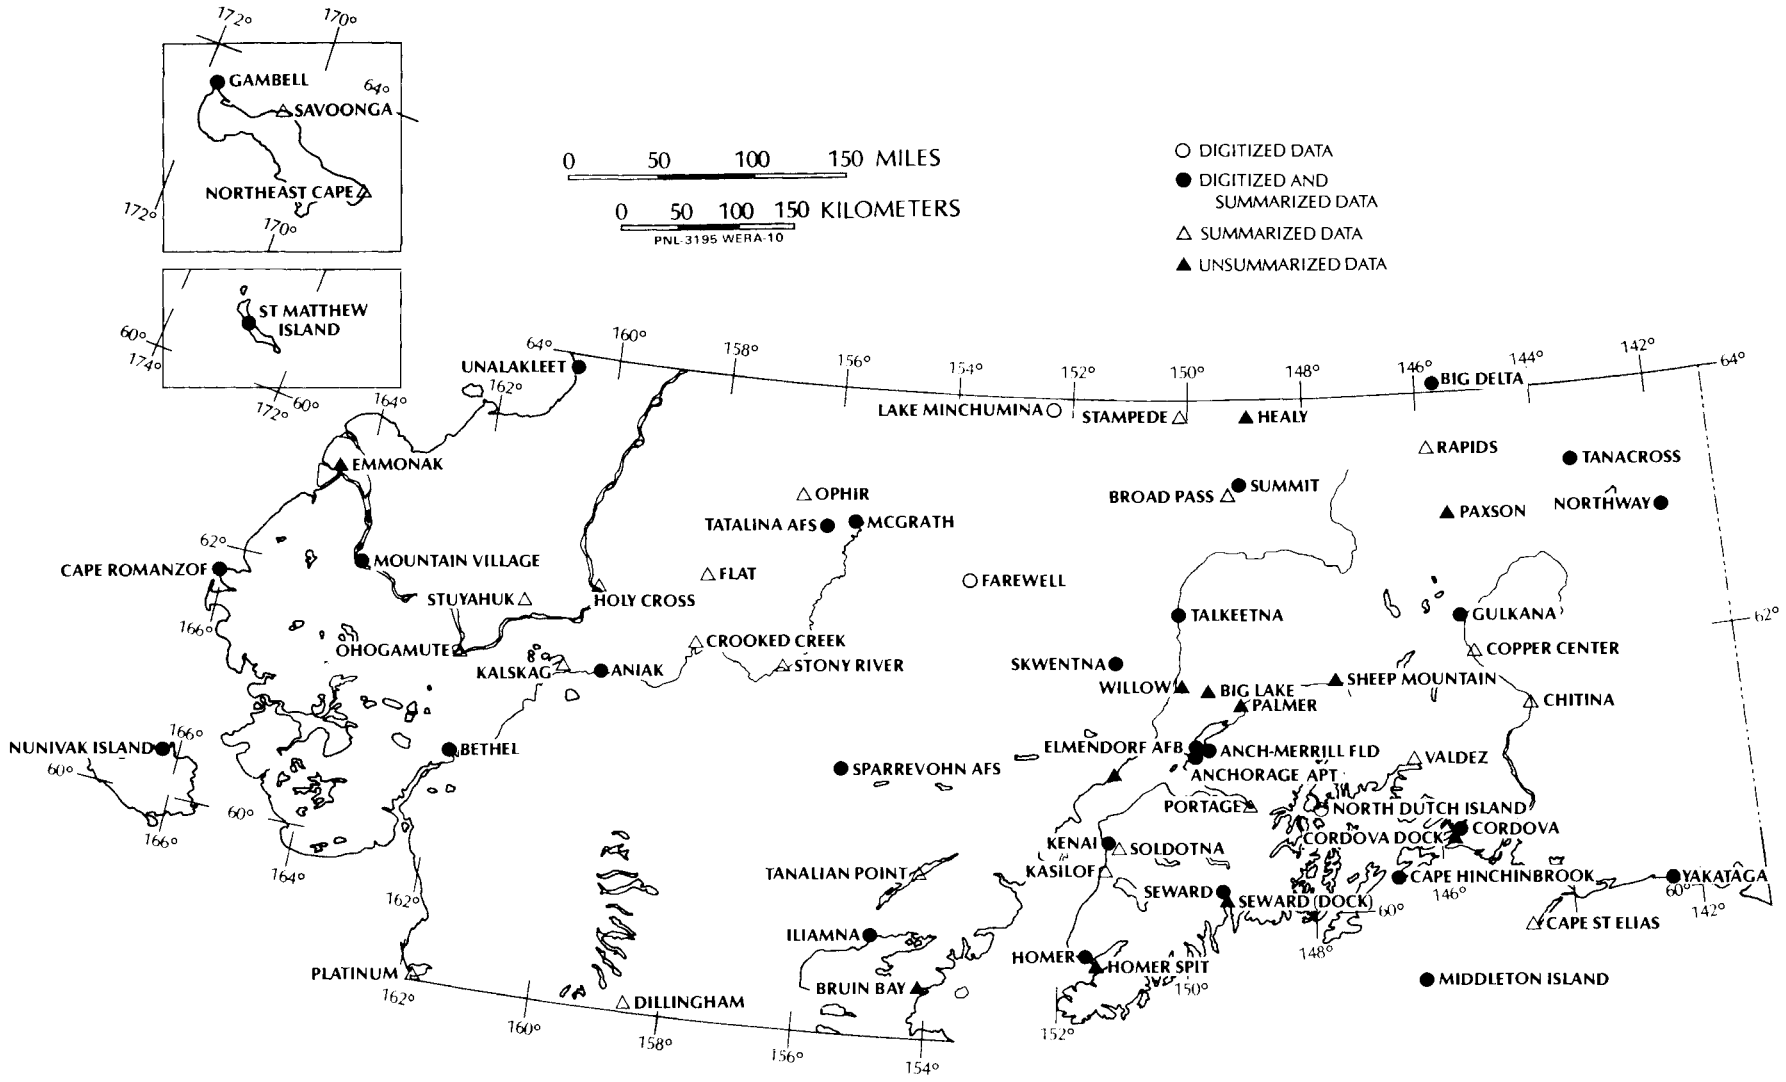 172° 170°
GAMBELL
64°
SAVOONGA
NORTHEAST CAPE
172°
170°
ST MATTHEW
ISLAND
60°
174°
172° 60°
0 50 100 150 MILES
0 50 100 150 KILOMETERS
PNL-3195 WERA-10
DIGITIZED DATA
DIGITIZED AND
SUMMARIZED DATA
SUMMARIZED DATA
UNSUMMARIZED DATA
64° 160° 158° 156° 154° 152° 150° 148° 146° 144° 142° 64°
UNALAKLEET
162°
164°
BIG DELTA
LAKE MINCHUMINA
STAMPEDE
HEALY
EMMONAK
RAPIDS
TANACROSS
OPHIR
BROAD PASS
SUMMIT
TATALINA AFS
MCGRATH
PAXSON
NORTHWAY
62°
CAPE ROMANZOF
MOUNTAIN VILLAGE
FLAT
FAREWELL
STUYAHUK
HOLY CROSS
166°
TALKEETNA
GULKANA
62°
OHOGAMUTE
CROOKED CREEK
COPPER CENTER
KALSKAG
ANIAK
STONY RIVER
SKWENTNA
WILLOW
BIG LAKE
SHEEP MOUNTAIN
PALMER
CHITINA
NUNIVAK ISLAND
166°
BETHEL
ELMENDORF AFB
ANCH-MERRILL FLD
60°
SPARREVOHN AFS
ANCHORAGE APT
VALDEZ
60°
PORTAGE
NORTH DUTCH ISLAND
166°
CORDOVA
CORDOVA DOCK
KENAI
SOLDOTNA
164°
TANALIAN POINT
KASILOF
CAPE HINCHINBROOK
YAKATAGA
162°
SEWARD
146°
60°
SEWARD (DOCK)
60°
142°
CAPE ST ELIAS
ILIAMNA
HOMER
148°
HOMER SPIT
PLATINUM
MIDDLETON ISLAND
162°
BRUIN BAY
150°
DILLINGHAM
160°
152°
158°
156°
154°